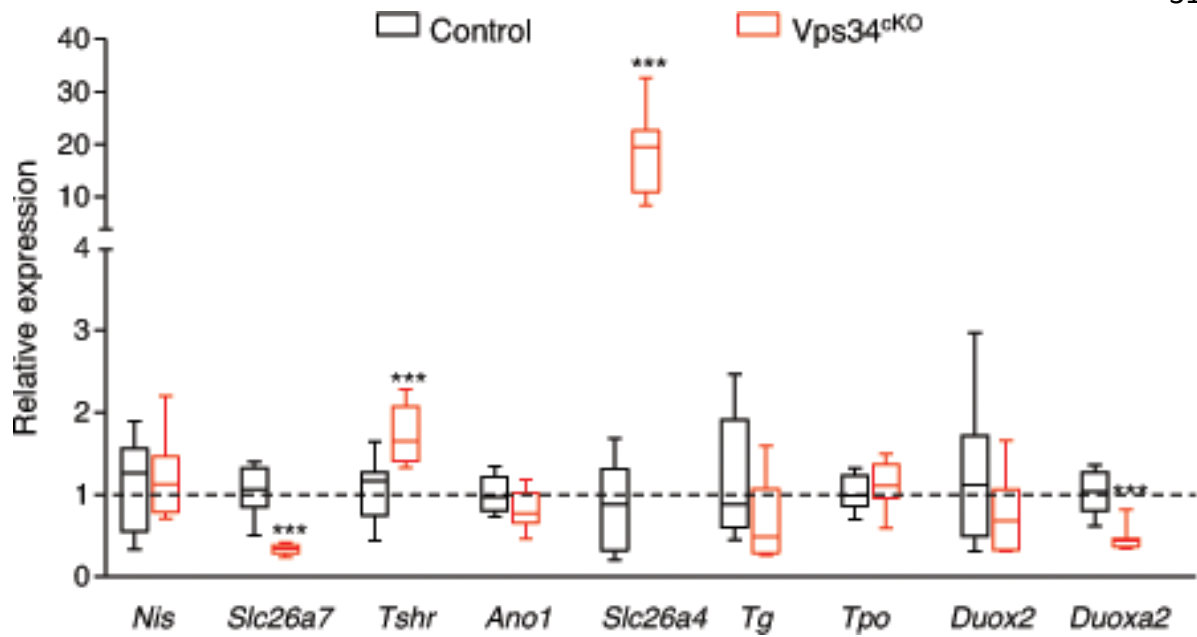 Control
Vps34cKO
Relative expression
40
30
20
10
4
3
2
1
0
***
***
***
***
Nis
Slc26a7
Tshr
Ano1
Slc26a4
Tg
Tpo
Duox2
Duoxa2